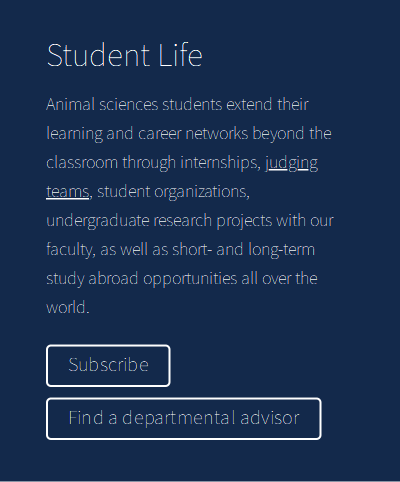 Student Life
Animal sciences students extend their
learning and career networks beyond the
classroom through internships, judging
teams, student organizations,
undergraduate research projects with our
faculty, as well as short- and long-term
study abroad opportunities all over the
world.
Subscribe
Find a departmental advisor